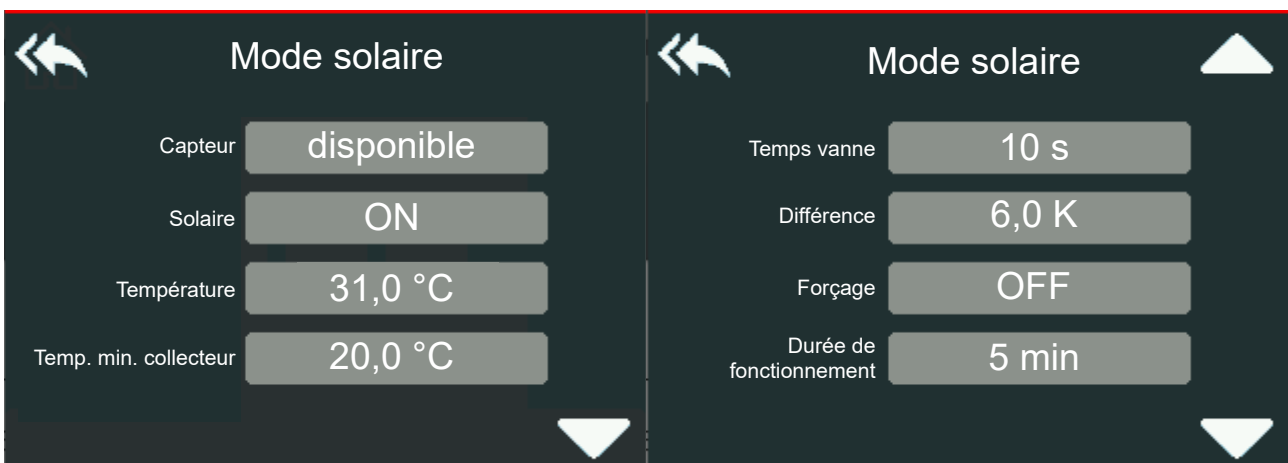 Mode solaire
Capteur disponible
Solaire ON
Température 31,0 °C
Temp. min. collecteur 20,0 °C
Mode solaire
Temps vanne 10 s
Différence 6,0 K
Forçage OFF
Durée de
fonctionnement 5 min